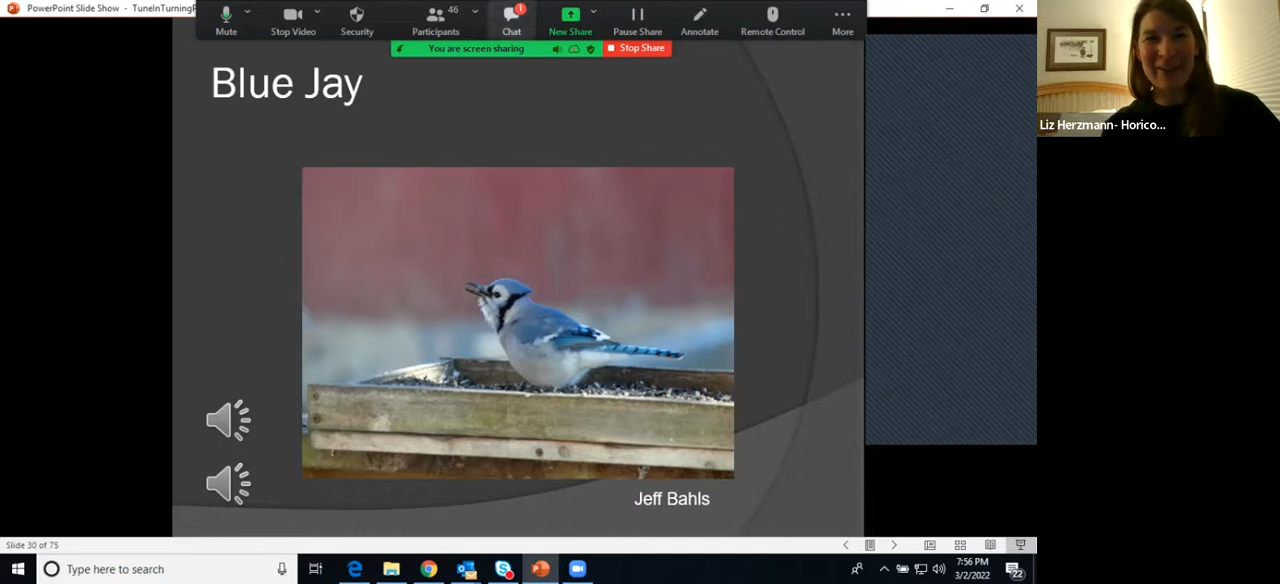 PowerPoint Slide Show - TuneInTurning
46
1
Mute
Stop Video
Security
Participants
Chat
New Share
Pause Share
Annotate
Remote Control
More
You are screen sharing
Stop Share
Blue Jay
Liz Herzmann- Horico...
Jeff Bahls
Slide 30 of 75
Type here to search
7:56 PM
3/2/2022
22